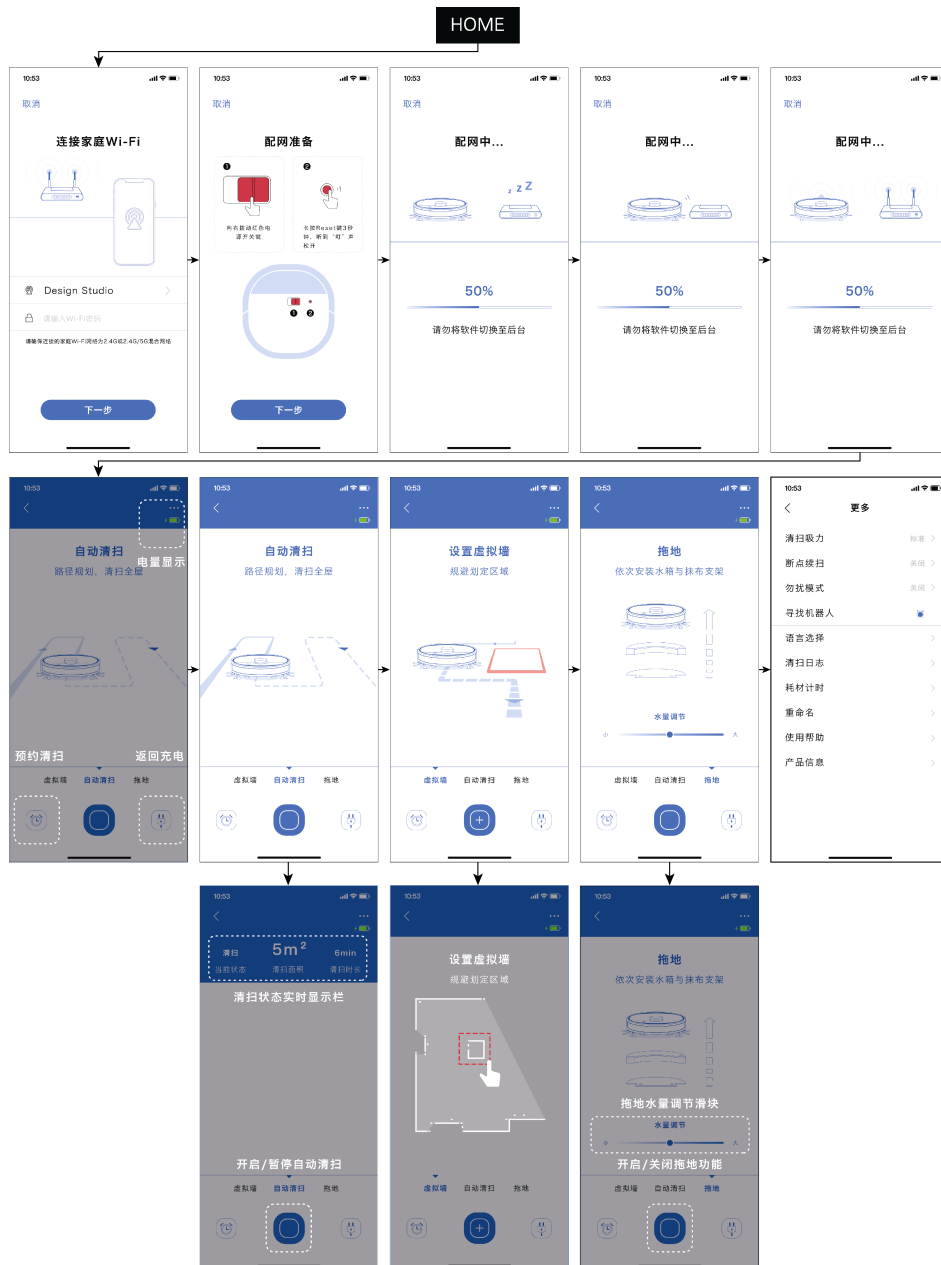 HOME
10:53
取消
连接家庭Wi-Fi
Design Studio
请输入Wi-Fi密码
请确保连接的家庭Wi-Fi网络为2.4G或2.4G/5G混合网络
下一步
10:53
取消
配网准备
1
2
向右拨动红色电
源开关键
长按Reset键3秒
钟，听到“叮”声
松开
1 2
下一步
10:53
取消
配网中...
z z Z
50%
请勿将软件切换至后台
10:53
取消
配网中...
50%
请勿将软件切换至后台
10:53
取消
配网中...
50%
请勿将软件切换至后台
10:53
自动清扫
电量显示
路径规划，清扫全屋
预约清扫 返回充电
虚拟墙 自动清扫 拖地
10:53
自动清扫
路径规划，清扫全屋
虚拟墙 自动清扫 拖地
10:53
设置虚拟墙
规避划定区域
虚拟墙 自动清扫 拖地
10:53
拖地
依次安装水箱与抹布支架
水量调节
小 大
虚拟墙 自动清扫 拖地
10:53
更多
清扫吸力 标准
断点续扫 关闭
勿扰模式 关闭
寻找机器人
语言选择
清扫日志
耗材计时
重命名
使用帮助
产品信息
10:53
清扫 5m² 6min
当前状态 清扫面积 清扫时长
清扫状态实时显示栏
开启/暂停自动清扫
虚拟墙 自动清扫 拖地
10:53
设置虚拟墙
规避划定区域
虚拟墙 自动清扫 拖地
10:53
拖地
依次安装水箱与抹布支架
拖地水量调节滑块
水量调节
小 大
开启/关闭拖地功能
虚拟墙 自动清扫 拖地